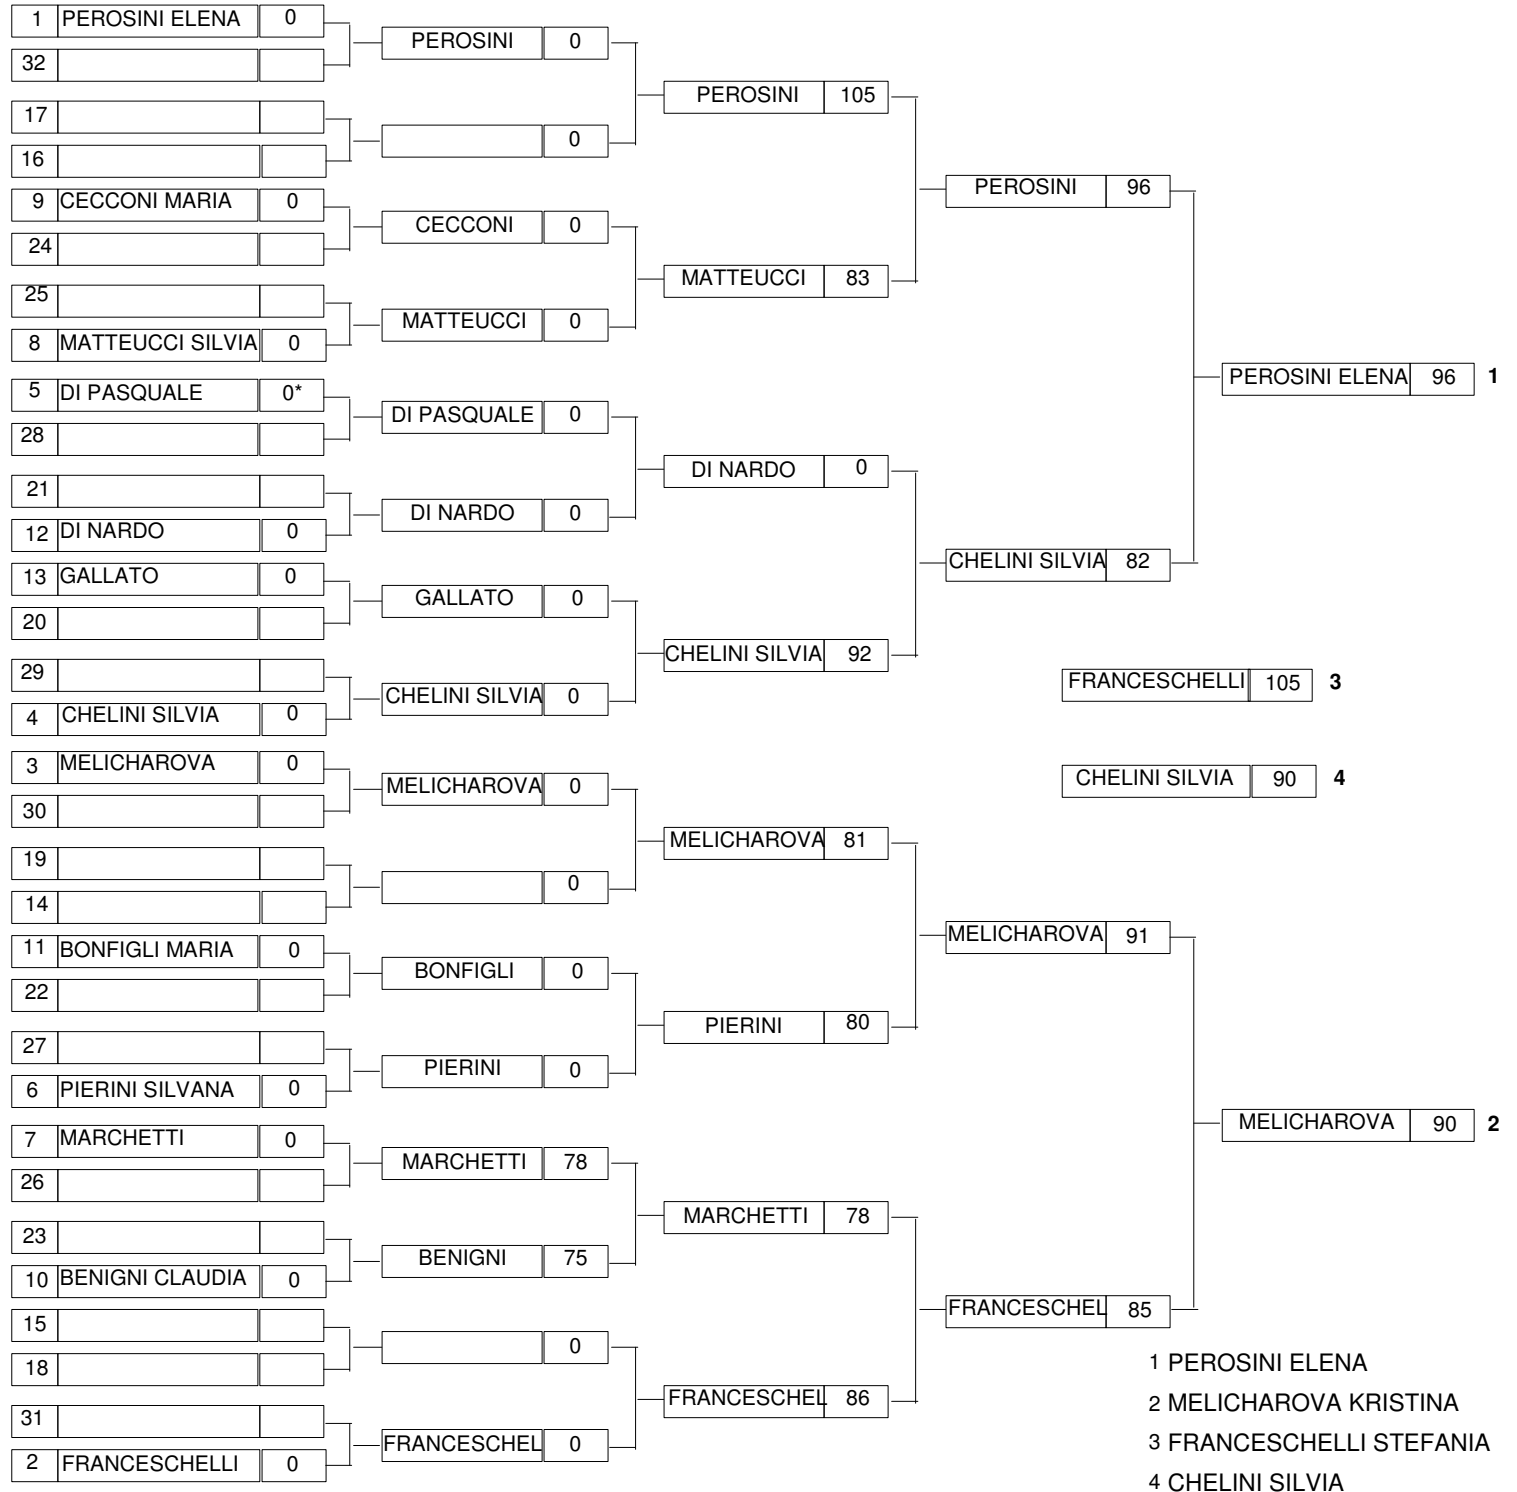 1 PEROSINI ELENA 0
32
17
16
9 CECCONI MARIA 0
24
25
8 MATTEUCCI SILVIA 0
5 DI PASQUALE 0*
28
21
12 DI NARDO 0
13 GALLATO 0
20
29
4 CHELINI SILVIA 0
3 MELICHAROVA 0
30
19
14
11 BONFIGLI MARIA 0
22
27
6 PIERINI SILVANA 0
7 MARCHETTI 0
26
23
10 BENIGNI CLAUDIA 0
15
18
31
2 FRANCESCHELLI 0
PEROSINI 0
0
CECCONI 0
MATTEUCCI 0
DI PASQUALE 0
DI NARDO 0
GALLATO 0
CHELINI SILVIA 0
MELICHAROVA 0
0
BONFIGLI 0
PIERINI 0
MARCHETTI 78
BENIGNI 75
0
FRANCESCHEL 0
PEROSINI 105
MATTEUCCI 83
DI NARDO 0
CHELINI SILVIA 92
MELICHAROVA 81
PIERINI 80
MARCHETTI 78
FRANCESCHEL 86
PEROSINI 96
CHELINI SILVIA 82
MELICHAROVA 91
FRANCESCHEL 85
PEROSINI ELENA 96 1
FRANCESCHELLI 105 3
CHELINI SILVIA 90 4
MELICHAROVA 90 2
1 PEROSINI ELENA
2 MELICHAROVA KRISTINA
3 FRANCESCHELLI STEFANIA
4 CHELINI SILVIA